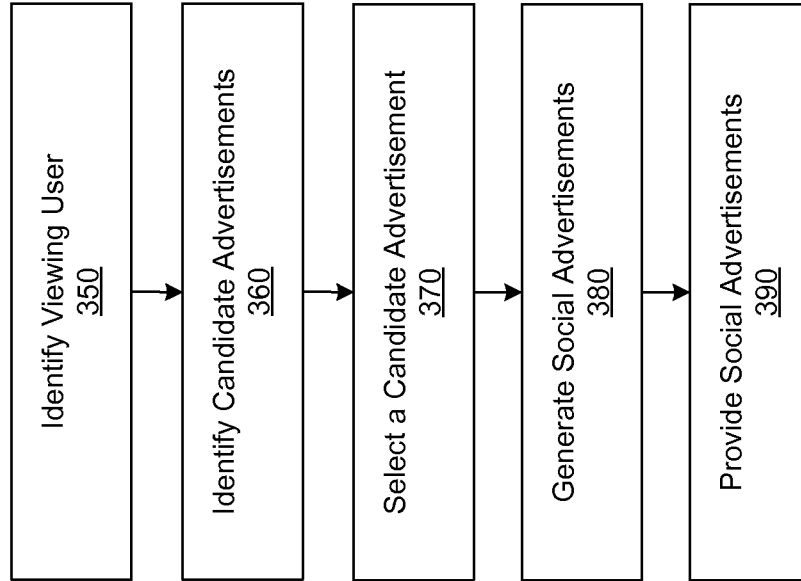 Identify Viewing User
350
Identify Candidate Advertisements
360
Select a Candidate Advertisement
370
Generate Social Advertisements
380
Provide Social Advertisements
390